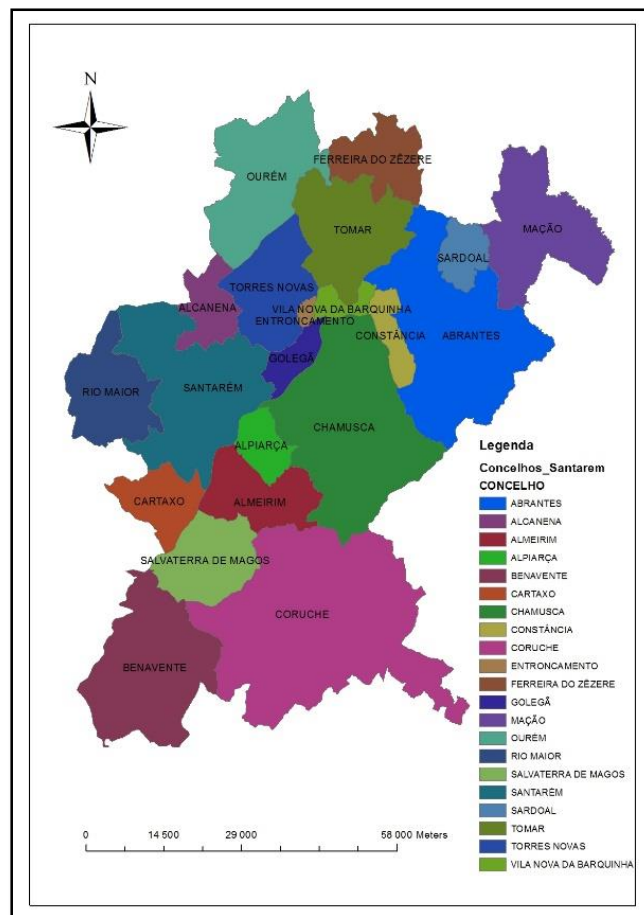 N
FERREIRA DO ZÊZERE
OURÉM
MAÇÃO
TOMAR
SARDOAL
TORRES NOVAS
ALCANENA
VILA NOVA DA BARQUINHA
ENTRONCAMENTO
CONSTÂNCIA
ABRANTES
GOLEGÃ
SANTARÉM
RIO MAIOR
CHAMUSCA
ALPIARÇA
CARTAXO
ALMEIRIM
SALVATERRA DE MAGOS
CORUCHE
BENAVENTE
Legenda
Concelhos_Santarem
CONCELHO
ABRANTES
ALCANENA
ALMEIRIM
ALPIARÇA
BENAVENTE
CARTAXO
CHAMUSCA
CONSTÂNCIA
CORUCHE
ENTRONCAMENTO
FERREIRA DO ZÊZERE
GOLEGÃ
MAÇÃO
OURÉM
RIO MAIOR
SALVATERRA DE MAGOS
SANTARÉM
SARDOAL
TOMAR
TORRES NOVAS
VILA NOVA DA BARQUINHA
0 14 500 29 000 58 000 Meters